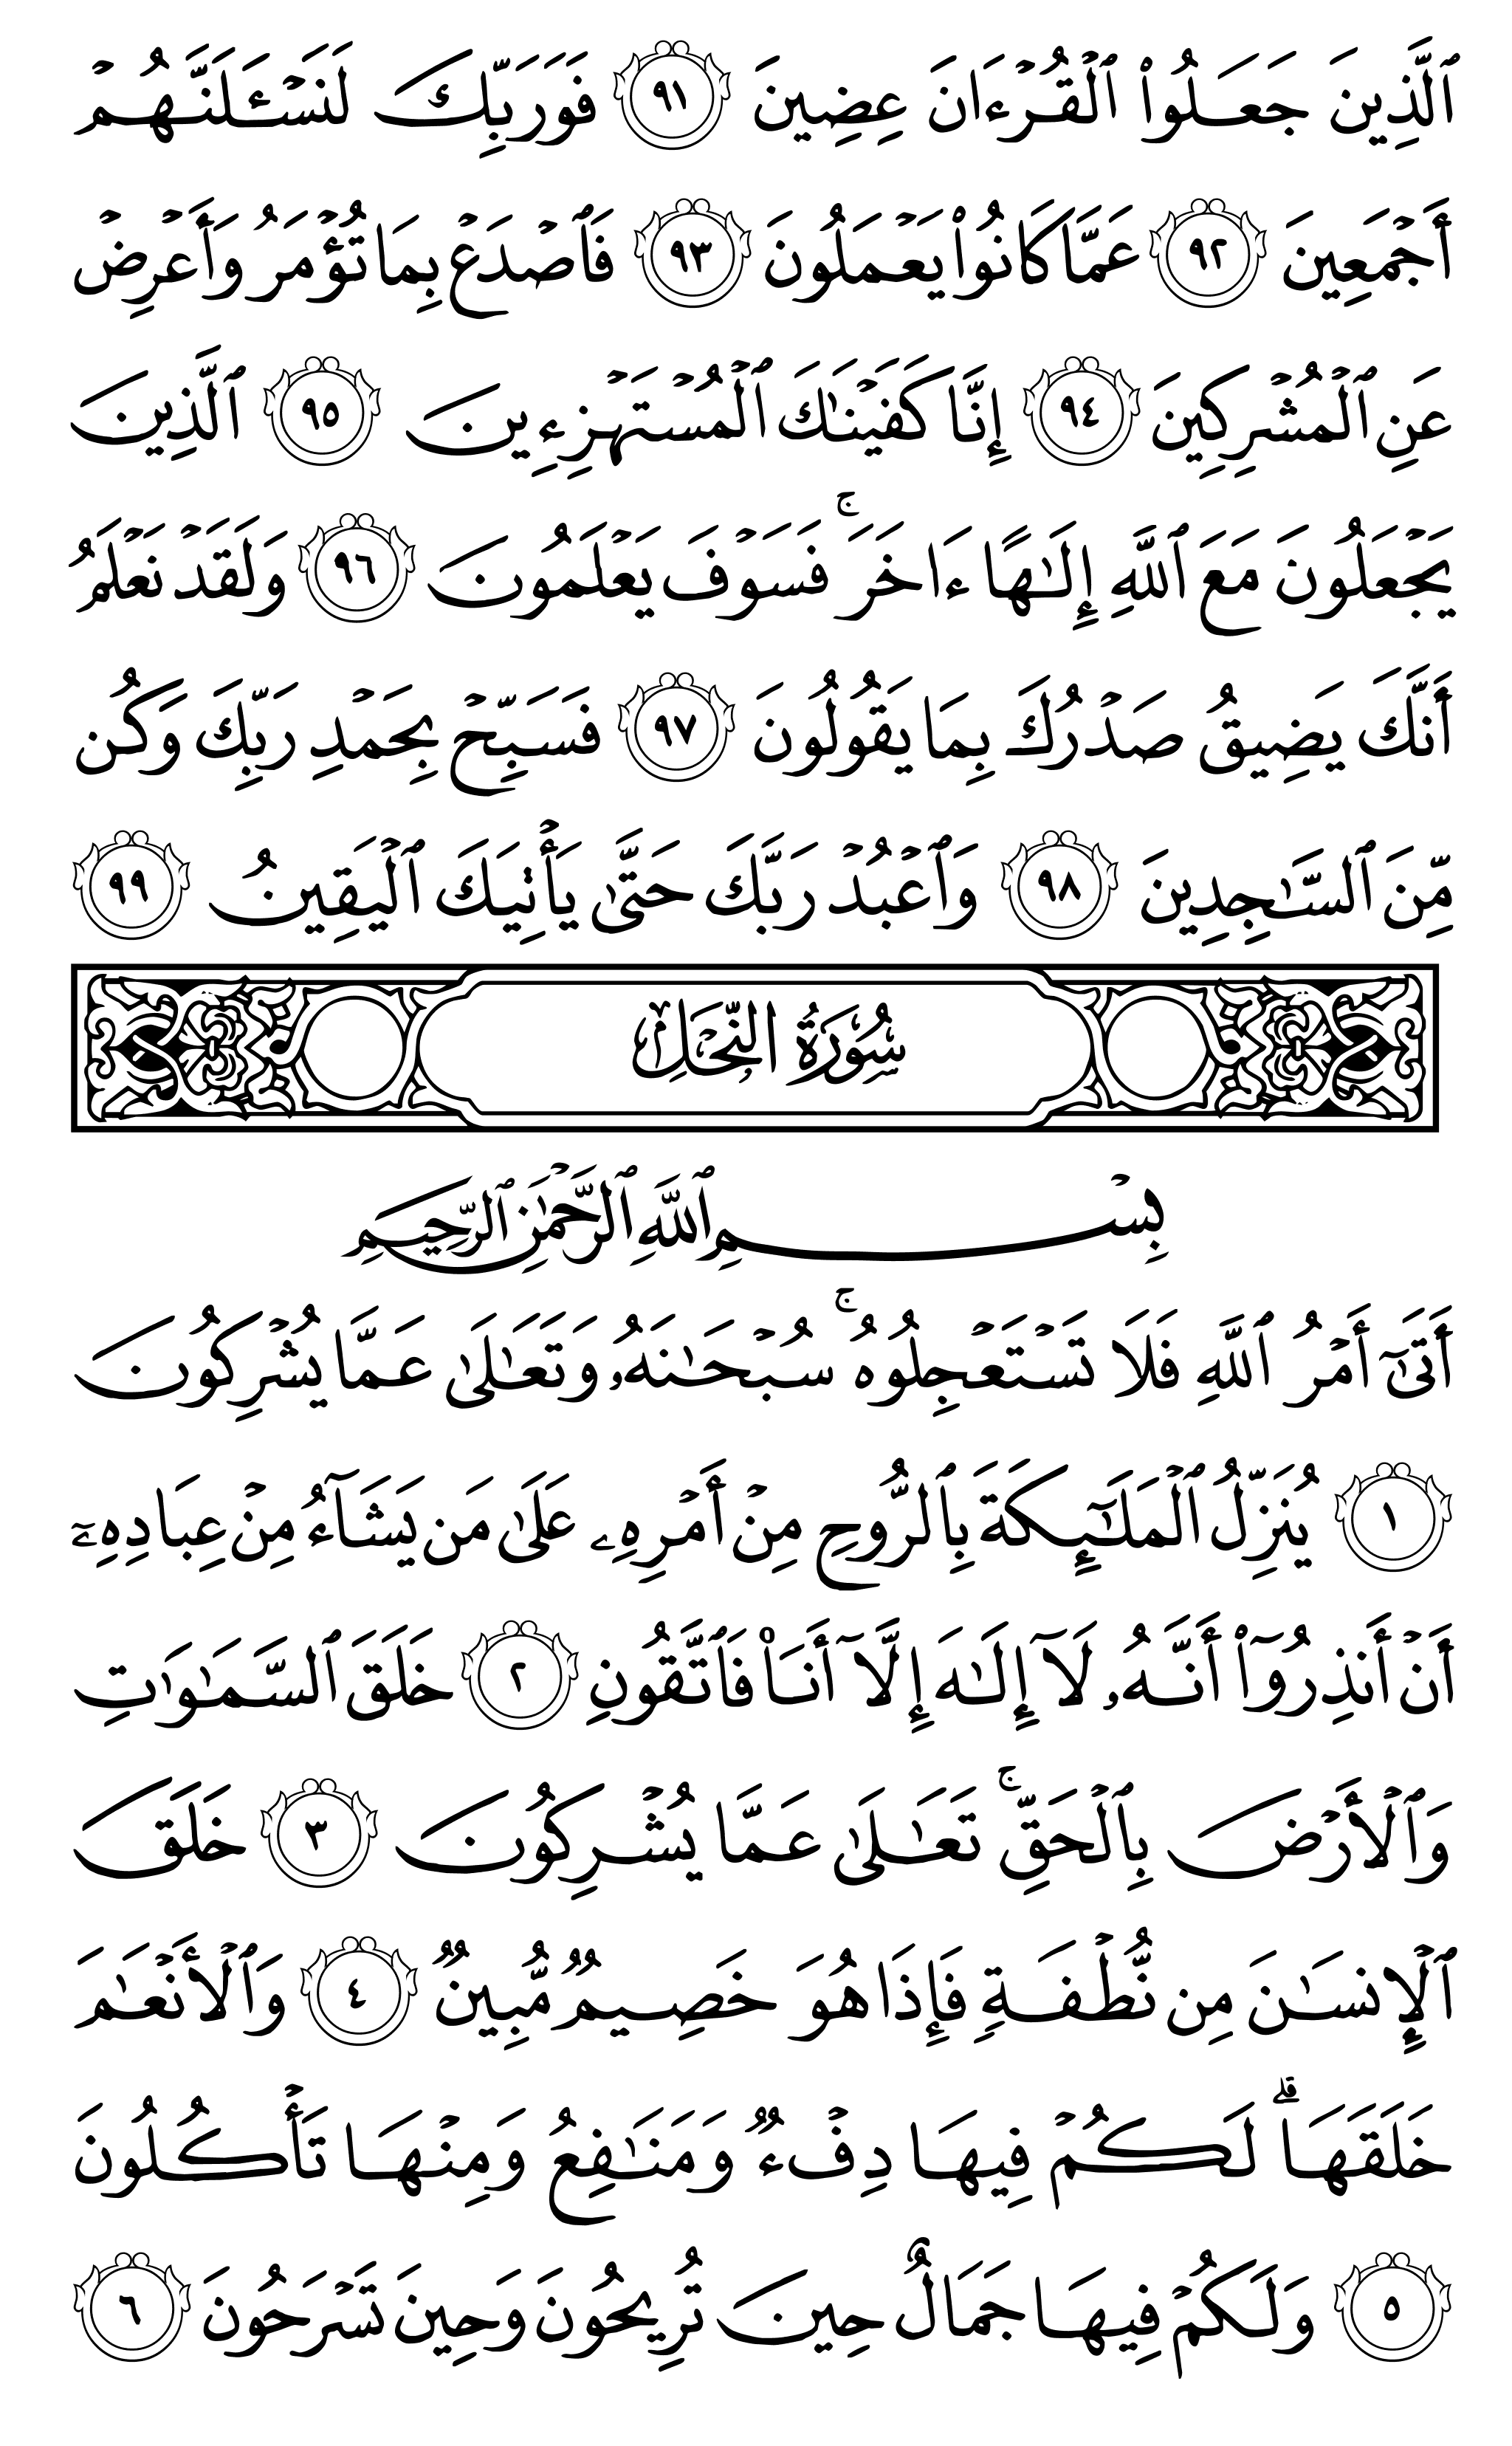 ٱلَّذِينَ جَعَلُوا۟ ٱلْقُرْءَانَ عِضِينَ ٩١ فَوَرَبِّكَ لَنَسْـَٔلَنَّهُمْ
أَجْمَعِينَ ٩٢ عَمَّا كَانُوا۟ يَعْمَلُونَ ٩٣ فَٱصْدَعْ بِمَا تُؤْمَرُ وَأَعْرِضْ
عَنِ ٱلْمُشْرِكِينَ ٩٤ إِنَّا كَفَيْنَـٰكَ ٱلْمُسْتَهْزِءِينَ ٩٥ ٱلَّذِينَ
يَجْعَلُونَ مَعَ ٱللَّهِ إِلَـٰهًا ءَاخَرَ ۚ فَسَوْفَ يَعْلَمُونَ ٩٦ وَلَقَدْ نَعْلَمُ
أَنَّكَ يَضِيقُ صَدْرُكَ بِمَا يَقُولُونَ ٩٧ فَسَبِّحْ بِحَمْدِ رَبِّكَ وَكُن
مِّنَ ٱلسَّـٰجِدِينَ ٩٨ وَٱعْبُدْ رَبَّكَ حَتَّىٰ يَأْتِيَكَ ٱلْيَقِينُ ٩٩
سُورَةُ النَّحْلِ
بِسْمِ ٱللَّهِ ٱلرَّحْمَـٰنِ ٱلرَّحِيمِ
أَتَىٰٓ أَمْرُ ٱللَّهِ فَلَا تَسْتَعْجِلُوهُ ۚ سُبْحَـٰنَهُۥ وَتَعَـٰلَىٰ عَمَّا يُشْرِكُونَ
١ يُنَزِّلُ ٱلْمَلَـٰٓئِكَةَ بِٱلرُّوحِ مِنْ أَمْرِهِۦ عَلَىٰ مَن يَشَآءُ مِنْ عِبَادِهِۦٓ
أَنْ أَنذِرُوٓا۟ أَنَّهُۥ لَآ إِلَـٰهَ إِلَّآ أَنَا۠ فَٱتَّقُونِ ٢ خَلَقَ ٱلسَّمَـٰوَٰتِ
وَٱلْأَرْضَ بِٱلْحَقِّ ۚ تَعَـٰلَىٰ عَمَّا يُشْرِكُونَ ٣ خَلَقَ
ٱلْإِنسَـٰنَ مِن نُّطْفَةٍ فَإِذَا هُوَ خَصِيمٌ مُّبِينٌ ٤ وَٱلْأَنْعَـٰمَ
خَلَقَهَا ۗ لَكُمْ فِيهَا دِفْءٌ وَمَنَـٰفِعُ وَمِنْهَا تَأْكُلُونَ
٥ وَلَكُمْ فِيهَا جَمَالٌ حِينَ تُرِيحُونَ وَحِينَ تَسْرَحُونَ ٦